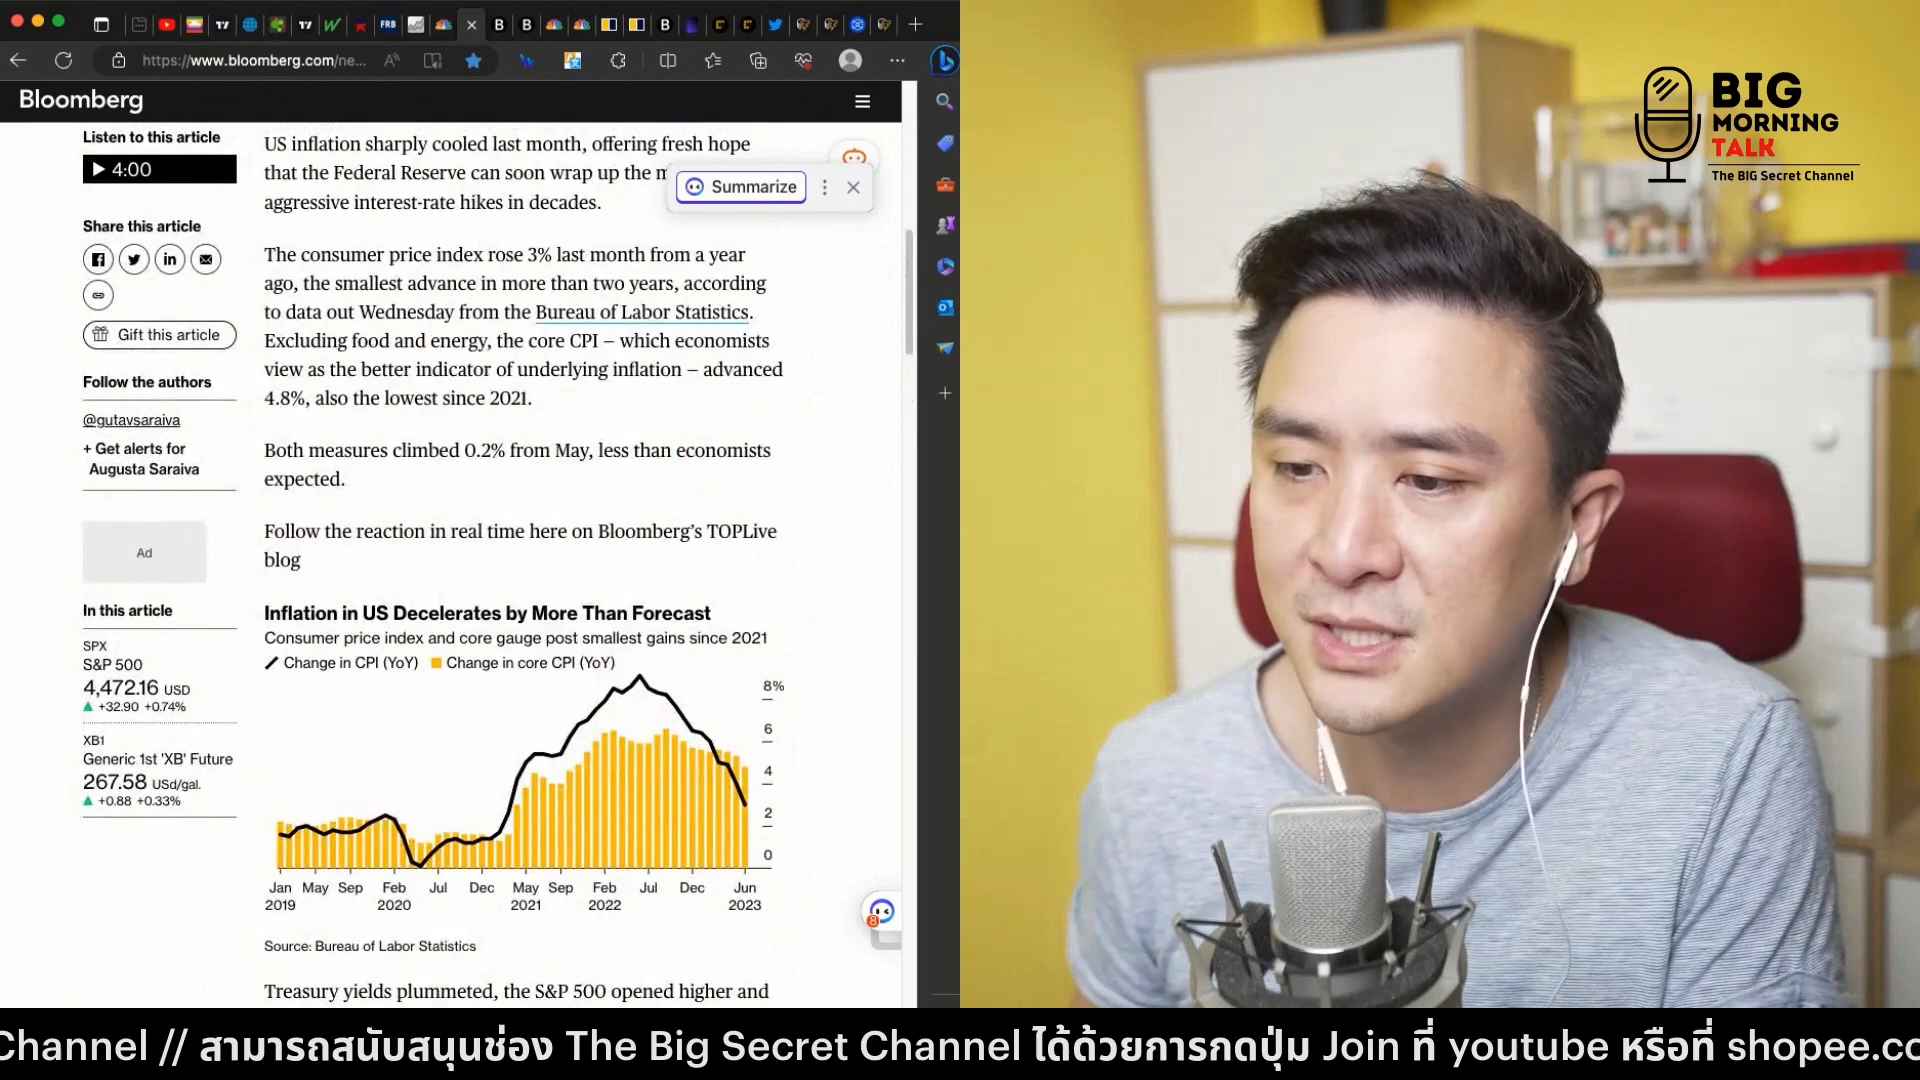 https://www.bloomberg.com/ne...
Bloomberg
Listen to this article
4:00
Share this article
Gift this article
Follow the authors
@gutavsaraiva
+ Get alerts for
Augusta Saraiva
Ad
In this article
SPX
S&P 500
4,472.16 USD
+32.90 +0.74%
XB1
Generic 1st 'XB' Future
267.58 USd/gal.
+0.88 +0.33%
US inflation sharply cooled last month, offering fresh hope
that the Federal Reserve can soon wrap up the
aggressive interest-rate hikes in decades.
Summarize
The consumer price index rose 3% last month from a year
ago, the smallest advance in more than two years, according
to data out Wednesday from the Bureau of Labor Statistics.
Excluding food and energy, the core CPI – which economists
view as the better indicator of underlying inflation – advanced
4.8%, also the lowest since 2021.
Both measures climbed 0.2% from May, less than economists
expected.
Follow the reaction in real time here on Bloomberg’s TOPLive
blog
Inflation in US Decelerates by More Than Forecast
Consumer price index and core gauge post smallest gains since 2021
Change in CPI (YoY) Change in core CPI (YoY)
8%
6
4
2
0
Jan May Sep Feb Jul Dec May Sep Feb Jul Dec Jun
2019 2020 2021 2022 2023
Source: Bureau of Labor Statistics
Treasury yields plummeted, the S&P 500 opened higher and
8
FRB
BIG
MORNING
TALK
The BIG Secret Channel
Channel // สามารถสนับสนุนช่อง The Big Secret Channel ได้ด้วยการกดปุ่ม Join ที่ youtube หรือที่ shopee.co